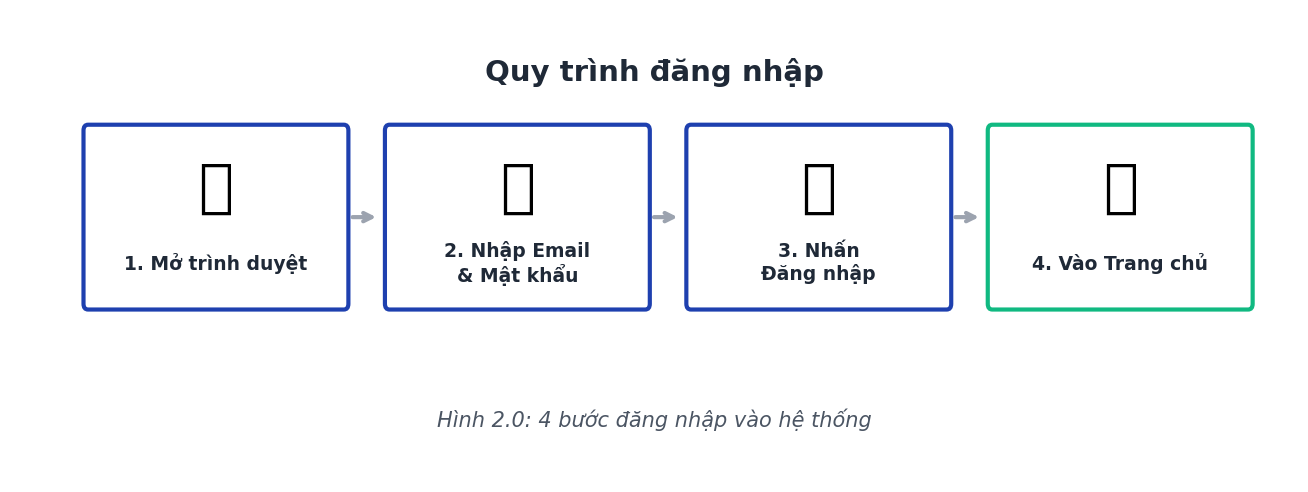 Quy trình đăng nhập
1. Mở trình duyệt
2. Nhập Email
& Mật khẩu
3. Nhấn
Đăng nhập
4. Vào Trang chủ
Hình 2.0: 4 bước đăng nhập vào hệ thống